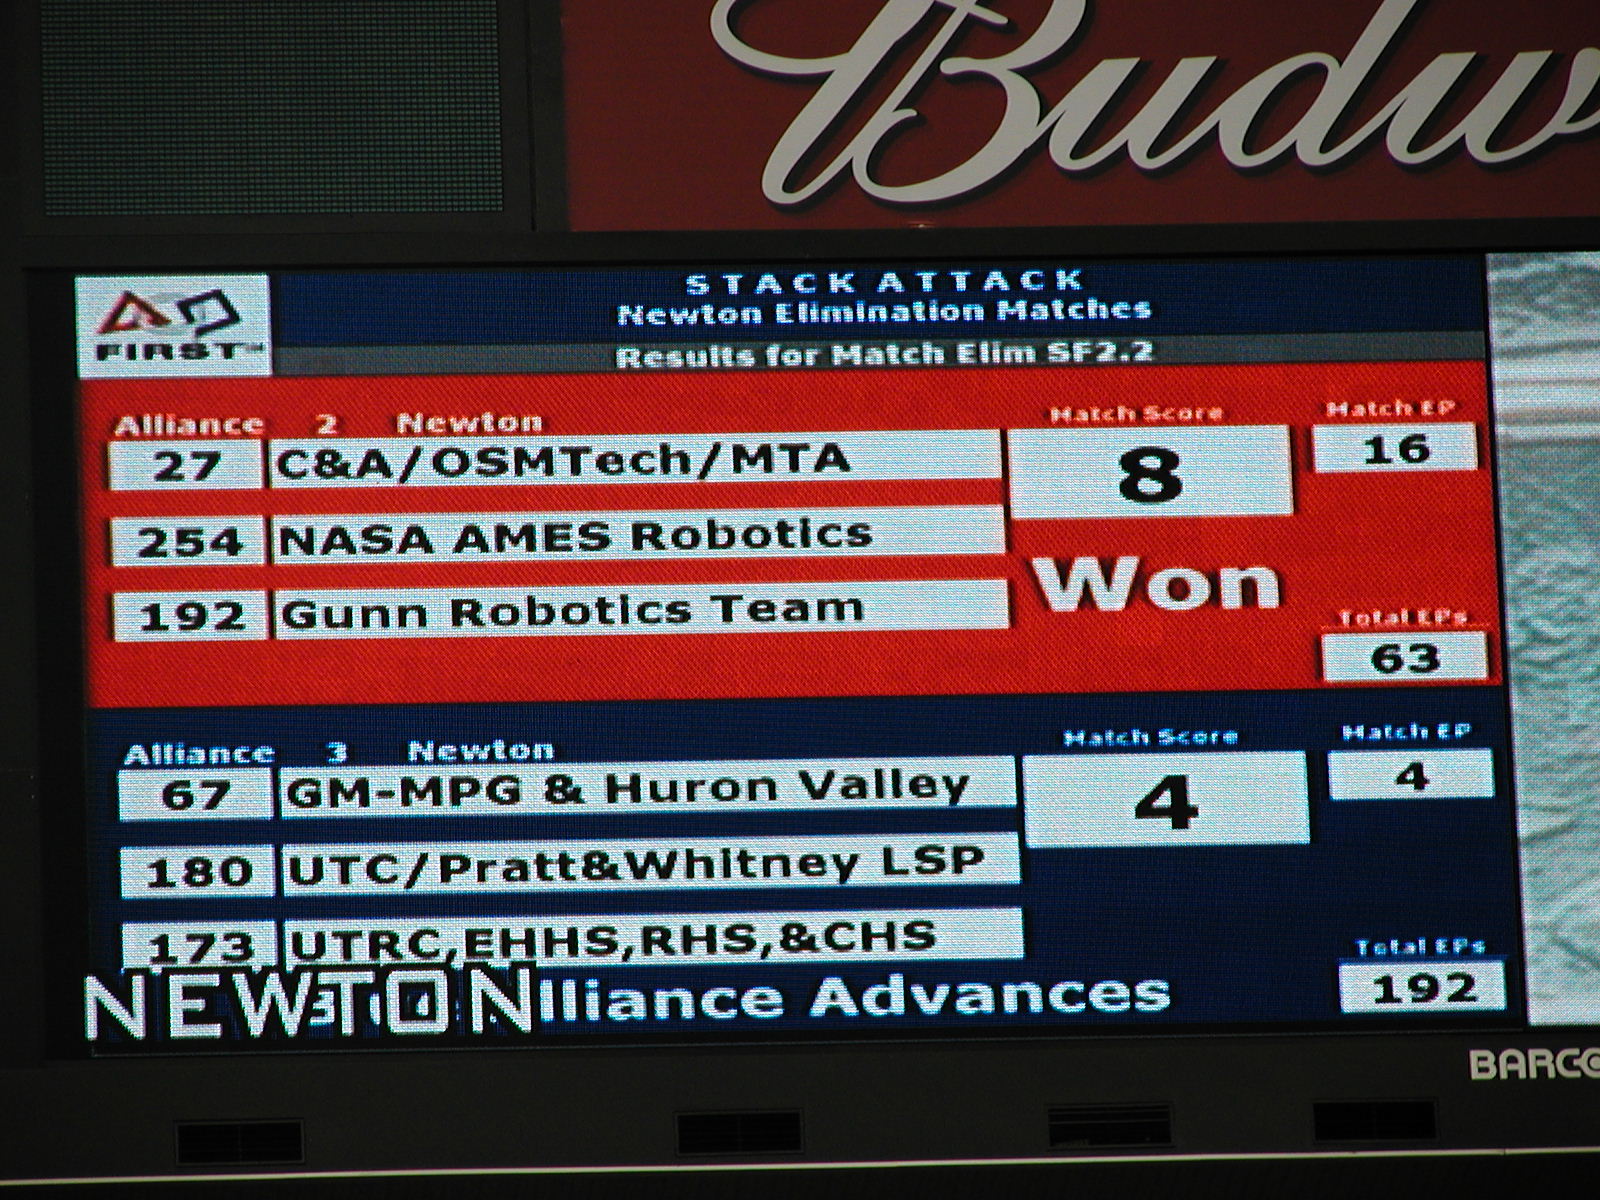 Budw
STACK ATTACK
Newton Elimination Matches
FIRST
Results for Match Elim SF2.2
Alliance 2 Newton Match Score Match EP
27 C&A/OSMTech/MTA 8 16
254 NASA AMES Robotics
192 Gunn Robotics Team Won
Total EPs
63
Alliance 3 Newton Match Score Match EP
67 GM-MPG & Huron Valley 4 4
180 UTC/Pratt&Whitney LSP
173 UTRC,EHHS,RHS,&CHS
Total EPs
NEWTON lliance Advances 192
BARCO